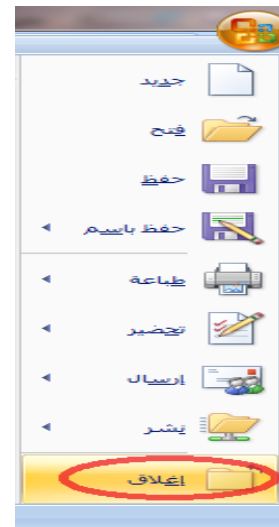 جديد
فتح
حفظ
حفظ باسم
طباعة
تحضير
إرسال
نشر
إغلاق